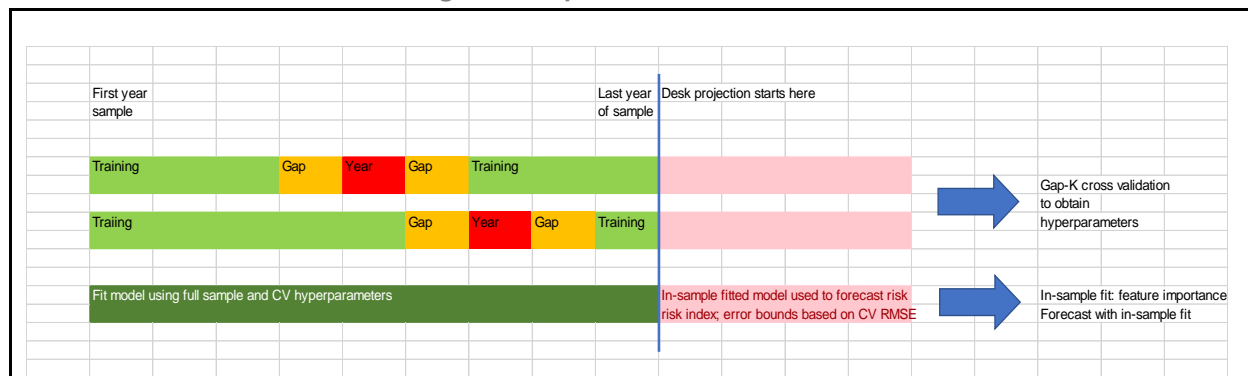 First year
sample
Last year
of sample
Desk projection starts here
Training
Gap
Year
Gap
Training
Gap-K cross validation
to obtain
hyperparameters
Traiing
Gap
Year
Gap
Training
Fit model using full sample and CV hyperparameters
In-sample fitted model used to forecast risk
risk index; error bounds based on CV RMSE
In-sample fit: feature importance
Forecast with in-sample fit